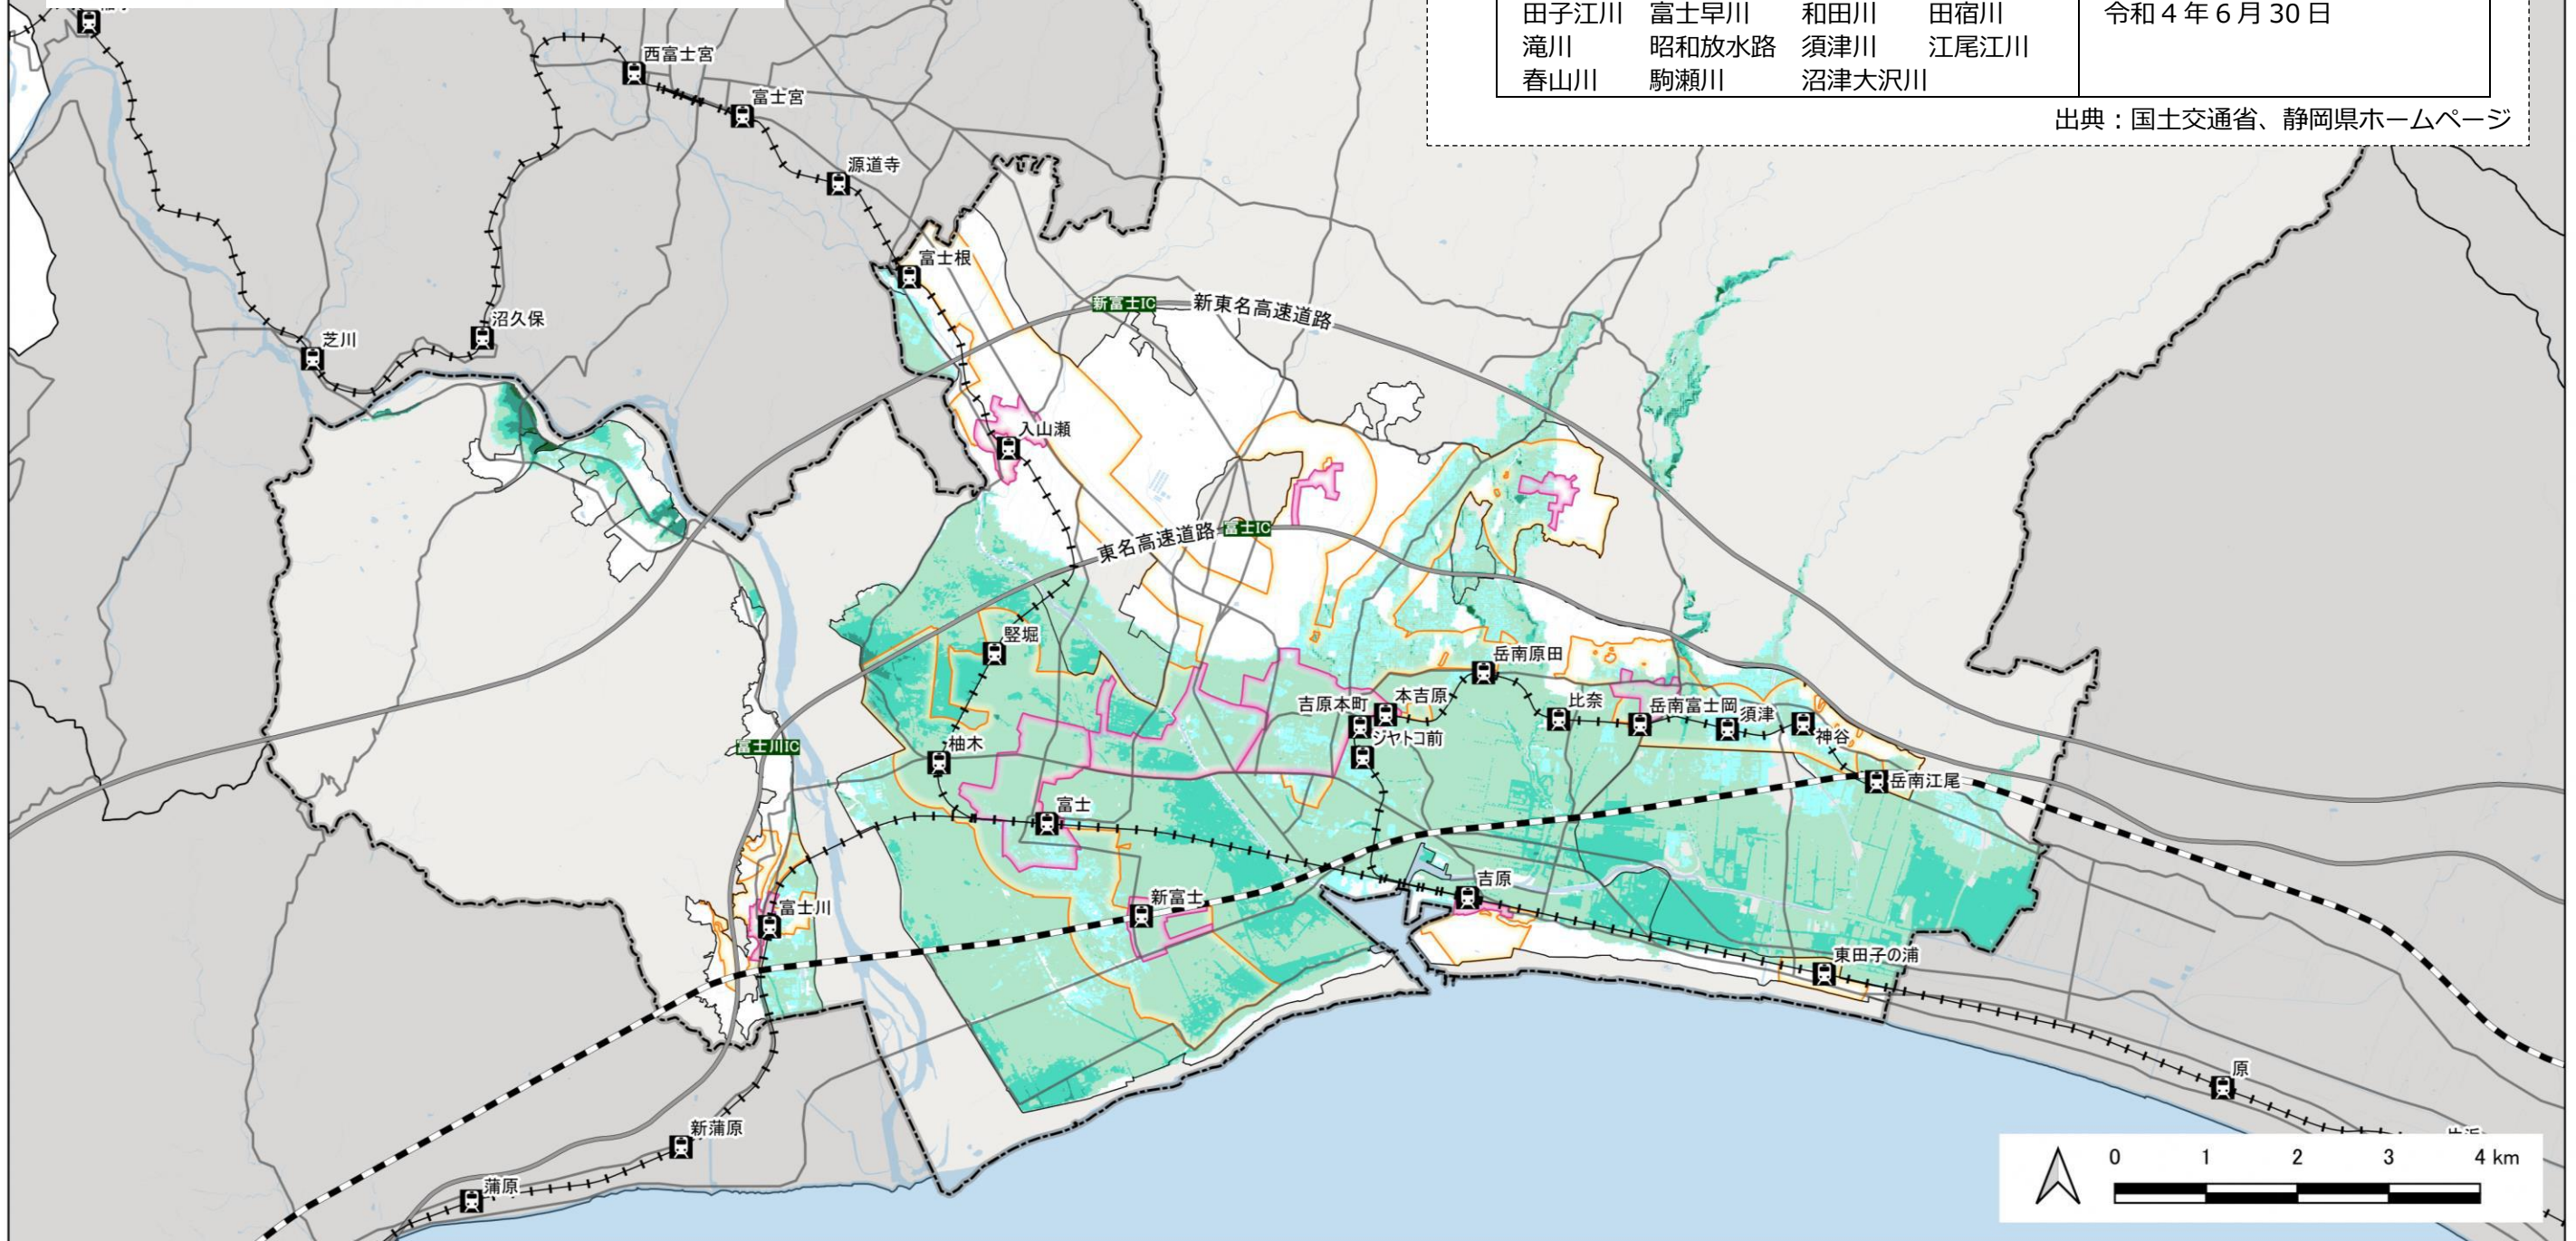 田子江川 富士早川 和田川 田宿川 令和4年6月30日
滝川 昭和放水路 須津川 江尾江川
春山川 駒瀬川 沼津大沢川
出典：国土交通省、静岡県ホームページ
西富士宮
富士宮
源道寺
富士根
新富士IC
新東名高速道路
沼久保
芝川
入山瀬
東名高速道路
富士IC
竪堀
岳南原田
本吉原
吉原本町
比奈
岳南富士岡
須津
神谷
ジヤトコ前
柚木
富士川IC
岳南江尾
富士
吉原
新富士
富士川
東田子の浦
原
新蒲原
蒲原
0 1 2 3 4 km